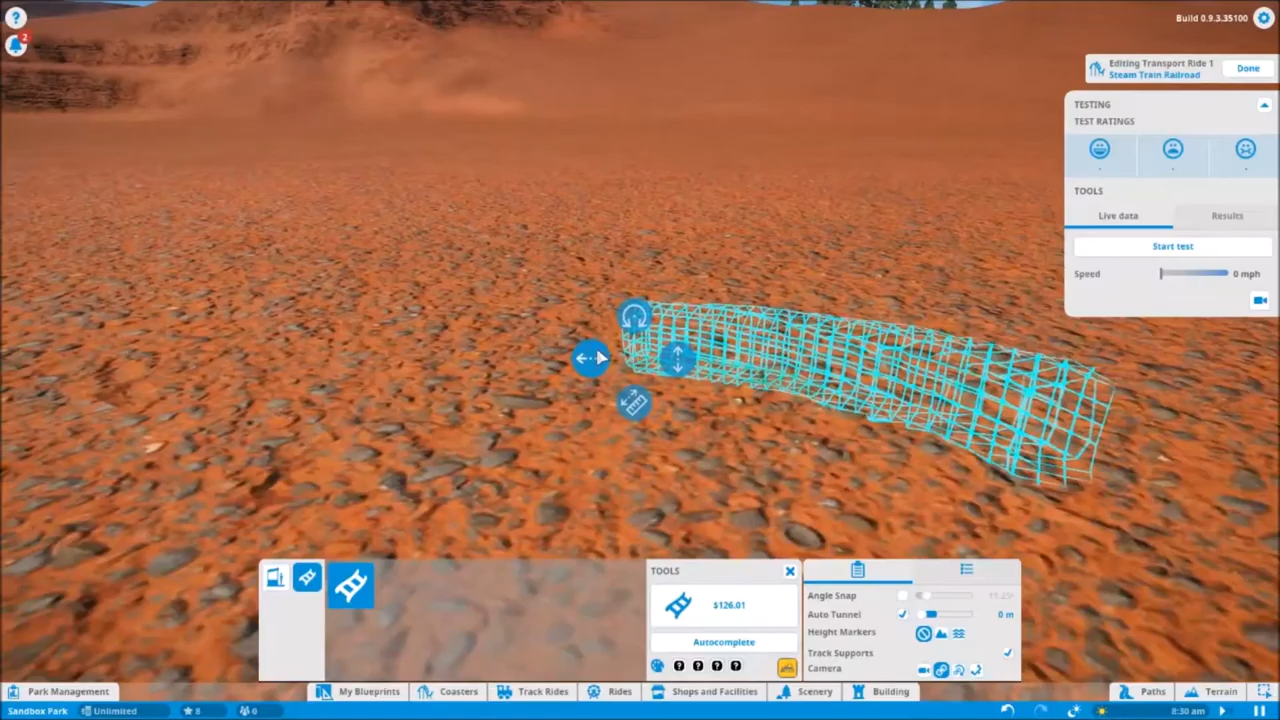 ?
2
Build 0.9.3.35100
Editing Transport Ride 1
Steam Train Railroad
Done
TESTING
TEST RATINGS
-
-
-
TOOLS
Live data
Results
Start test
Speed
0 mph
TOOLS
$126.01
Autocomplete
? ? ? ?
Angle Snap
11.25°
Auto Tunnel
0 m
Height Markers
Track Supports
Camera
Park Management
My Blueprints
Coasters
Track Rides
Rides
Shops and Facilities
Scenery
Building
Paths
Terrain
Sandbox Park
Unlimited
8
0
8:30 am